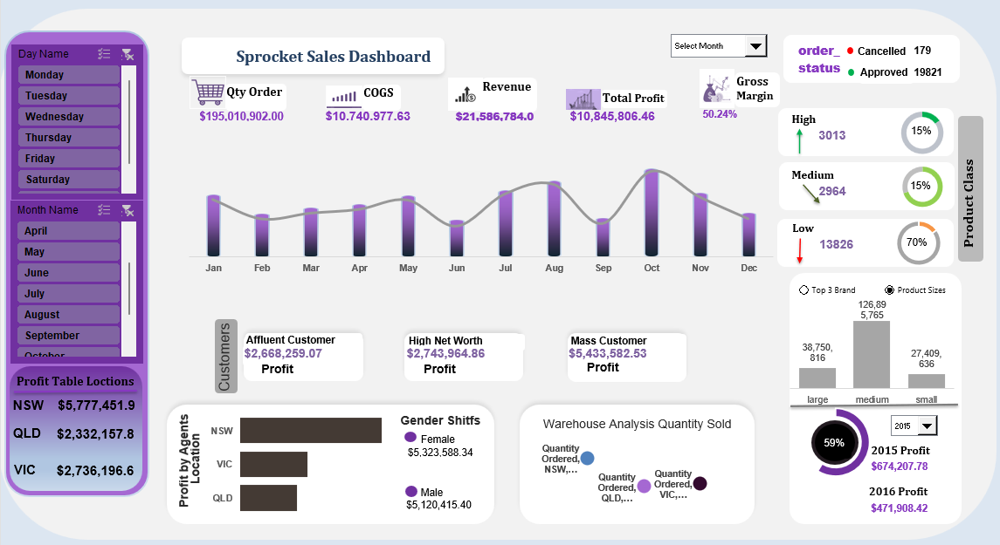 Day Name
Monday
Tuesday
Wednesday
Thursday
Friday
Saturday
Month Name
April
May
June
July
August
September
October
Profit Table Loctions
NSW $5,777,451.9
QLD $2,332,157.8
VIC $2,736,196.6
Sprocket Sales Dashboard
Select Month
order_
status
Cancelled 179
Approved 19821
Qty Order
$195,010,902.00
COGS
$10,740,977.63
Revenue
$21,586,784.0
Total Profit
$10,845,806.46
Gross
Margin
50.24%
High
3013
15%
Medium
2964
15%
Low
13826
70%
Product Class
Jan Feb Mar Apr May Jun Jul Aug Sep Oct Nov Dec
Customers
Affluent Customer
$2,668,259.07
Profit
High Net Worth
$2,743,964.86
Profit
Mass Customer
$5,433,582.53
Profit
Top 3 Brand
Product Sizes
38,750,
816
126,89
5,765
27,409,
636
large medium small
Profit by Agents
Location
NSW
VIC
QLD
Gender Shitfs
Female
$5,323,588.34
Male
$5,120,415.40
Warehouse Analysis Quantity Sold
Quantity
Ordered,
NSW,...
Quantity
Ordered,
QLD,...
Quantity
Ordered,
VIC,...
59%
2015
2015 Profit
$674,207.78
2016 Profit
$471,908.42